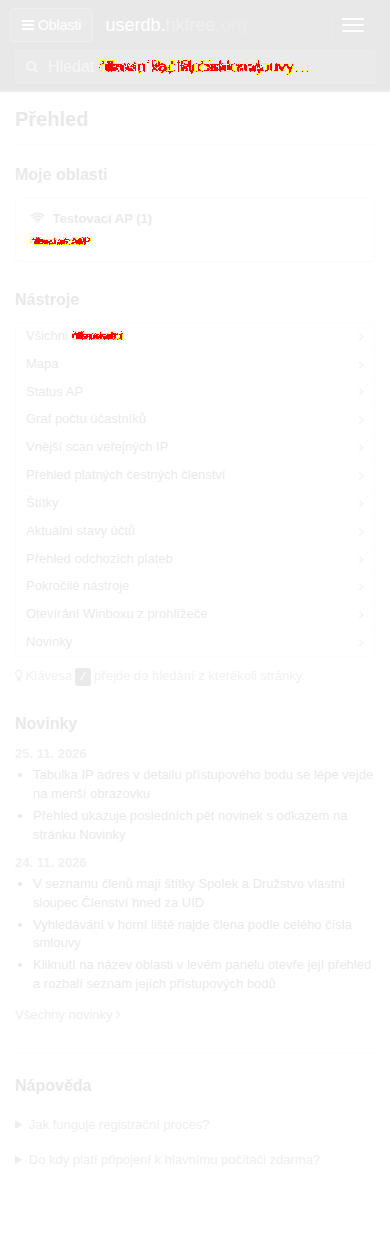 Oblasti userdb.hkfree.org
Hledat
Přehled
Moje oblasti
Testovací AP (1)
Nástroje
Všichni
Mapa
Status AP
Graf počtu účastníků
Vnější scan veřejných IP
Přehled platných čestných členství
Štítky
Aktuální stavy účtů
Přehled odchozích plateb
Pokročilé nástroje
Otevírání Winboxu z prohlížeče
Novinky
Klávesa / přejde do hledání z kterékoli stránky.
Novinky
25. 11. 2026
Tabulka IP adres v detailu přístupového bodu se lépe vejde
na menší obrazovku
Přehled ukazuje posledních pět novinek s odkazem na
stránku Novinky
24. 11. 2026
V seznamu členů mají štítky Spolek a Družstvo vlastní
sloupec Členství hned za UID
Vyhledávání v horní liště najde člena podle celého čísla
smlouvy
Kliknutí na název oblasti v levém panelu otevře její přehled
a rozbalí seznam jejích přístupových bodů
Všechny novinky
Nápověda
Jak funguje registrační proces?
Do kdy platí připojení k hlavnímu počítači zdarma?